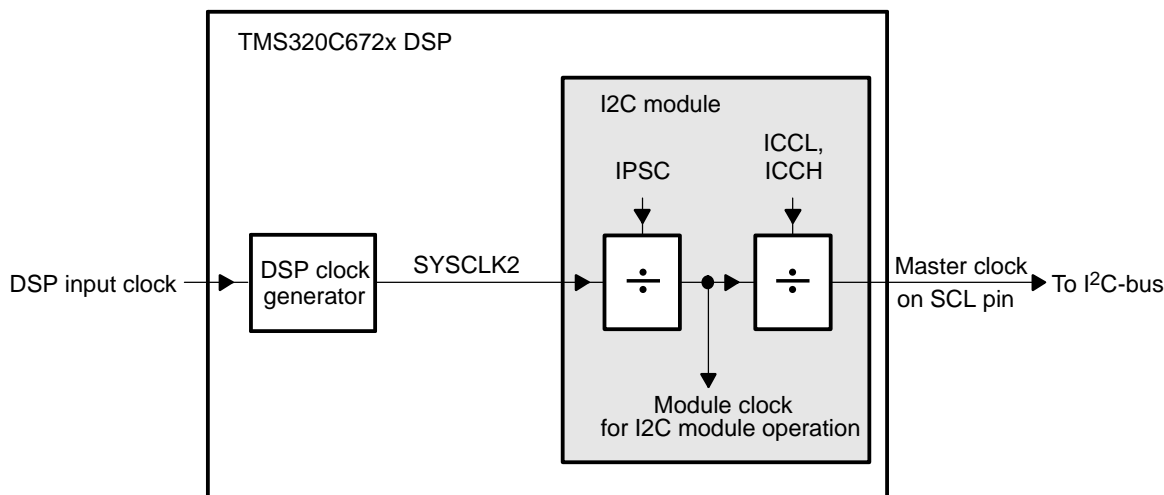 TMS320C672x DSP
I2C module
ICCL,
ICCH
IPSC
DSP input clock
DSP clock
generator
SYSCLK2
÷
÷
Master clock
on SCL pin
To I²C-bus
Module clock
for I2C module operation